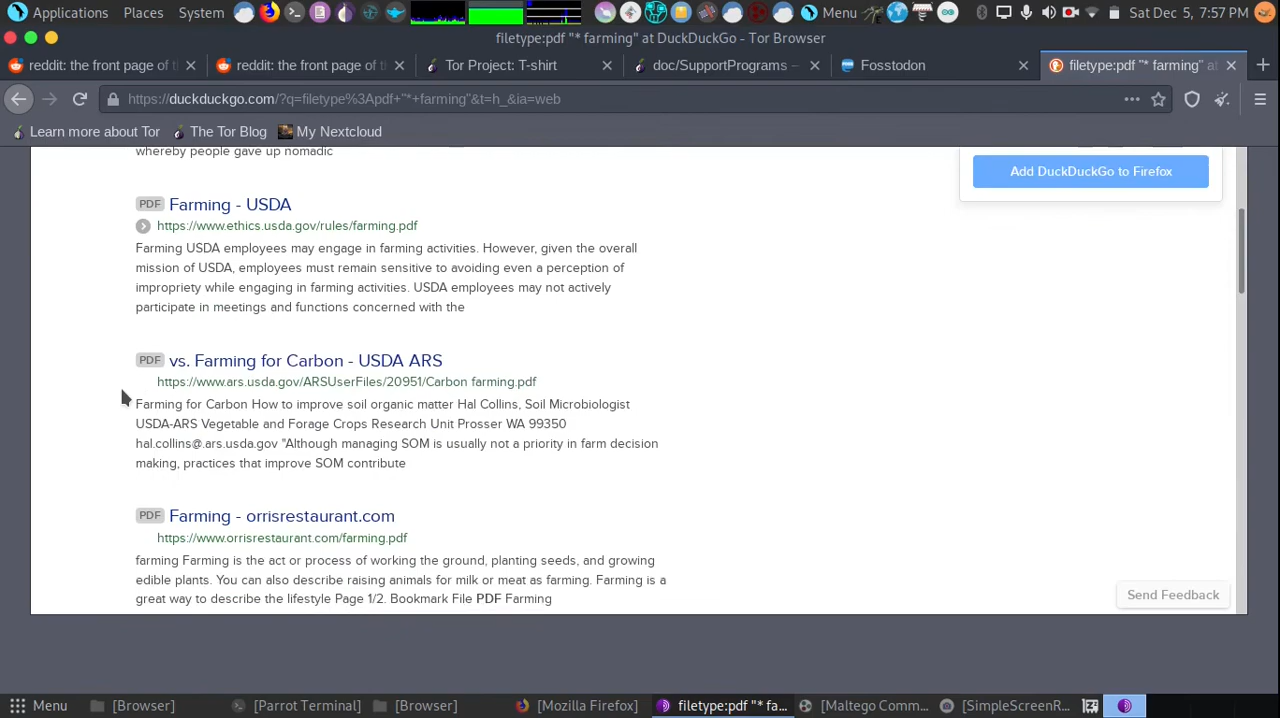 Applications Places System Menu Sat Dec 5, 7:57 PM
filetype:pdf "* farming" at DuckDuckGo - Tor Browser
reddit: the front page of reddit: the front page of Tor Project: T-shirt doc/SupportPrograms – Fosstodon filetype:pdf "* farming" at
https://duckduckgo.com/?q=filetype%3Apdf+"*+farming"&t=h_&ia=web
Learn more about Tor The Tor Blog My Nextcloud
whereby people gave up nomadic
Add DuckDuckGo to Firefox
PDF Farming - USDA
https://www.ethics.usda.gov/rules/farming.pdf
Farming USDA employees may engage in farming activities. However, given the overall
mission of USDA, employees must remain sensitive to avoiding even a perception of
impropriety while engaging in farming activities. USDA employees may not actively
participate in meetings and functions concerned with the
PDF vs. Farming for Carbon - USDA ARS
https://www.ars.usda.gov/ARSUserFiles/20951/Carbon farming.pdf
Farming for Carbon How to improve soil organic matter Hal Collins, Soil Microbiologist
USDA-ARS Vegetable and Forage Crops Research Unit Prosser WA 99350
hal.collins@.ars.usda.gov "Although managing SOM is usually not a priority in farm decision
making, practices that improve SOM contribute
PDF Farming - orrisrestaurant.com
https://www.orrisrestaurant.com/farming.pdf
farming Farming is the act or process of working the ground, planting seeds, and growing
edible plants. You can also describe raising animals for milk or meat as farming. Farming is a
great way to describe the lifestyle Page 1/2. Bookmark File PDF Farming
Send Feedback
Menu [Browser] [Parrot Terminal] [Browser] [Mozilla Firefox] filetype:pdf "* fa... [Maltego Comm... [SimpleScreenR...